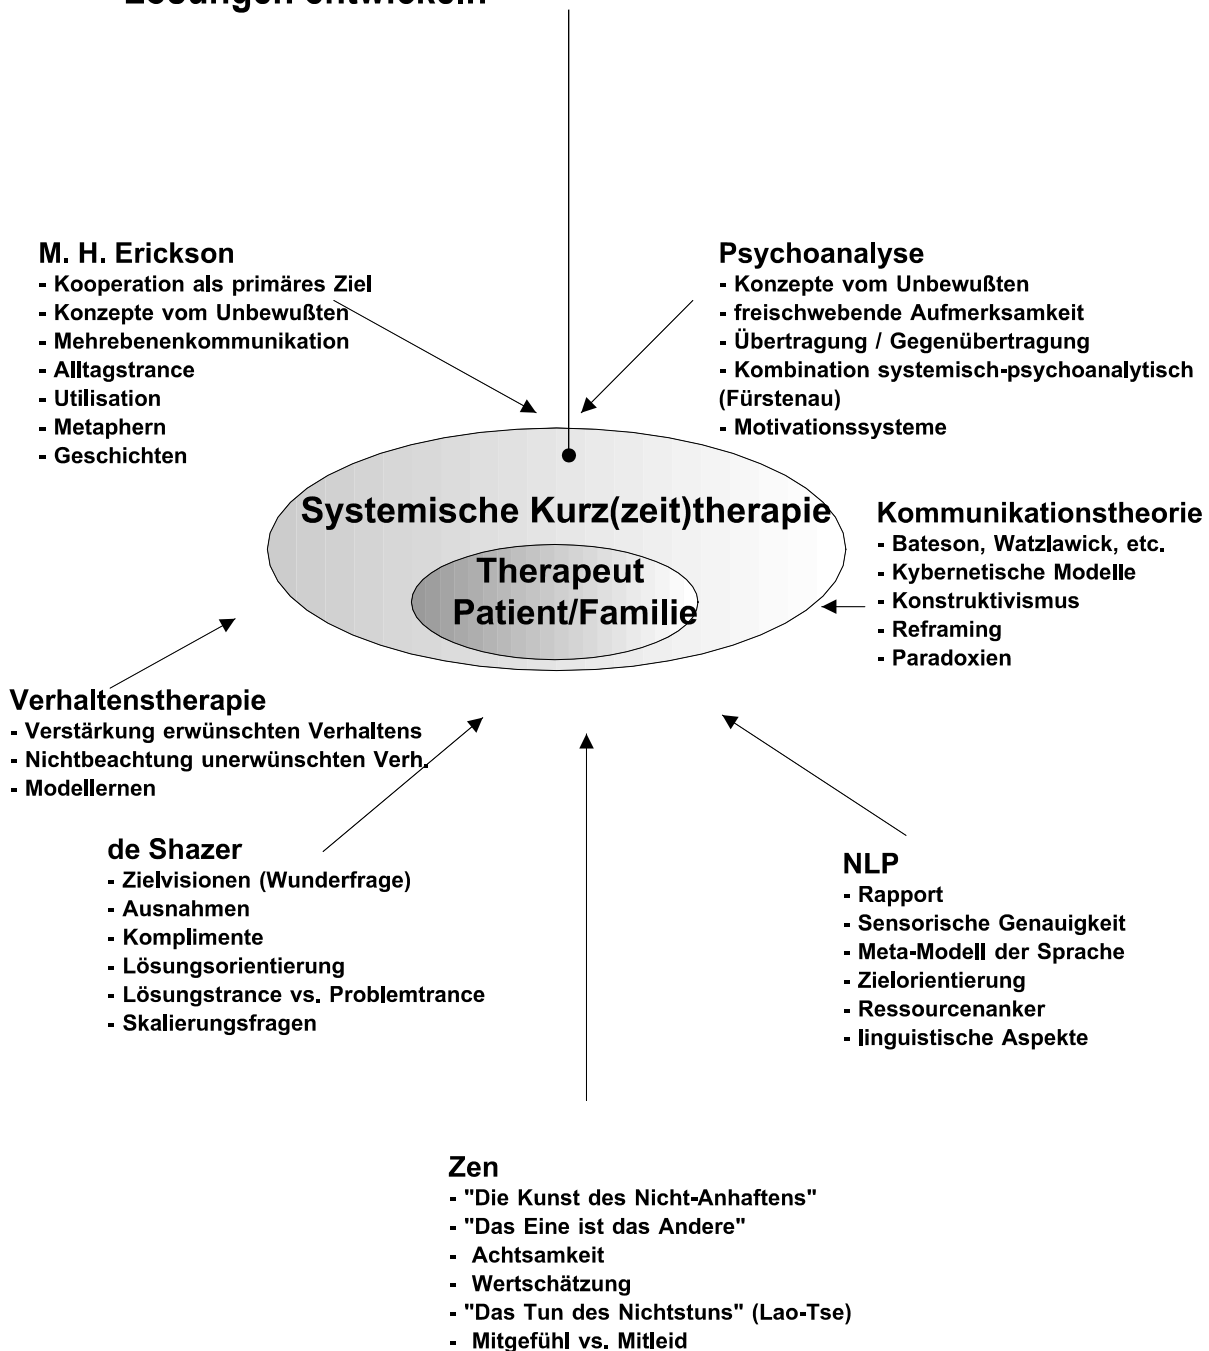 Lösungen entwickeln
M. H. Erickson
- Kooperation als primäres Ziel
- Konzepte vom Unbewußten
- Mehrebenenkommunikation
- Alltagstrance
- Utilisation
- Metaphern
- Geschichten
Psychoanalyse
- Konzepte vom Unbewußten
- freischwebende Aufmerksamkeit
- Übertragung / Gegenübertragung
- Kombination systemisch-psychoanalytisch
(Fürstenau)
- Motivationssysteme
Systemische Kurz(zeit)therapie
Therapeut
Patient/Familie
Kommunikationstheorie
- Bateson, Watzlawick, etc.
- Kybernetische Modelle
- Konstruktivismus
- Reframing
- Paradoxien
Verhaltenstherapie
- Verstärkung erwünschten Verhaltens
- Nichtbeachtung unerwünschten Verh.
- Modellernen
de Shazer
- Zielvisionen (Wunderfrage)
- Ausnahmen
- Komplimente
- Lösungsorientierung
- Lösungstrance vs. Problemtrance
- Skalierungsfragen
NLP
- Rapport
- Sensorische Genauigkeit
- Meta-Modell der Sprache
- Zielorientierung
- Ressourcenanker
- linguistische Aspekte
Zen
- "Die Kunst des Nicht-Anhaftens"
- "Das Eine ist das Andere"
- Achtsamkeit
- Wertschätzung
- "Das Tun des Nichtstuns" (Lao-Tse)
- Mitgefühl vs. Mitleid